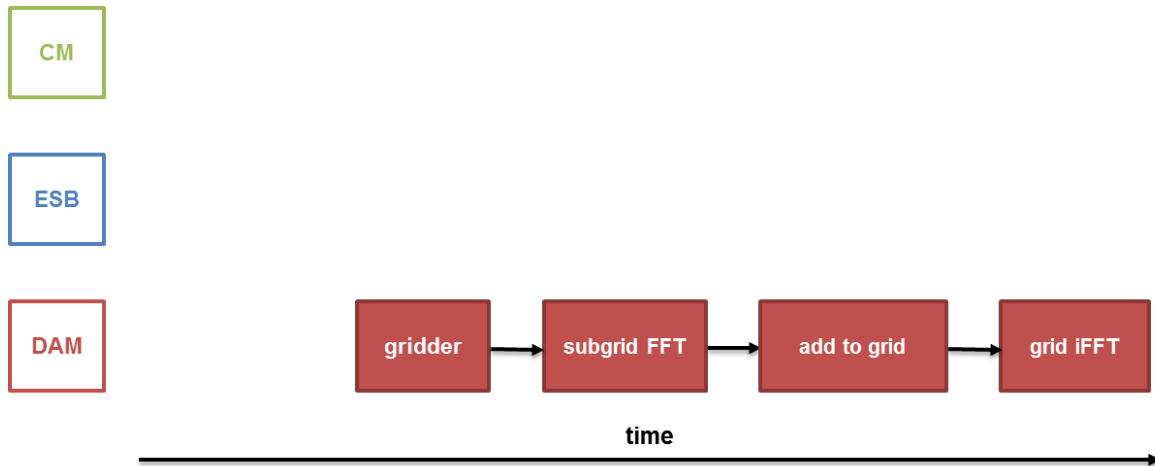 CM
ESB
DAM
gridder
subgrid FFT
add to grid
grid iFFT
time